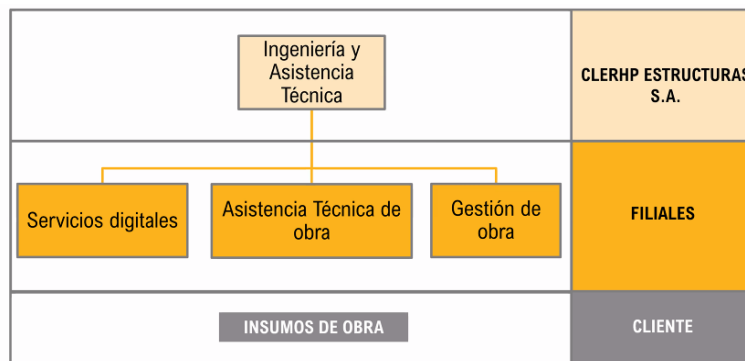 Ingeniería y
Asistencia
Técnica
CLERHP ESTRUCTURAS
S.A.
Servicios digitales
Asistencia Técnica de
obra
Gestión de
obra
FILIALES
INSUMOS DE OBRA
CLIENTE